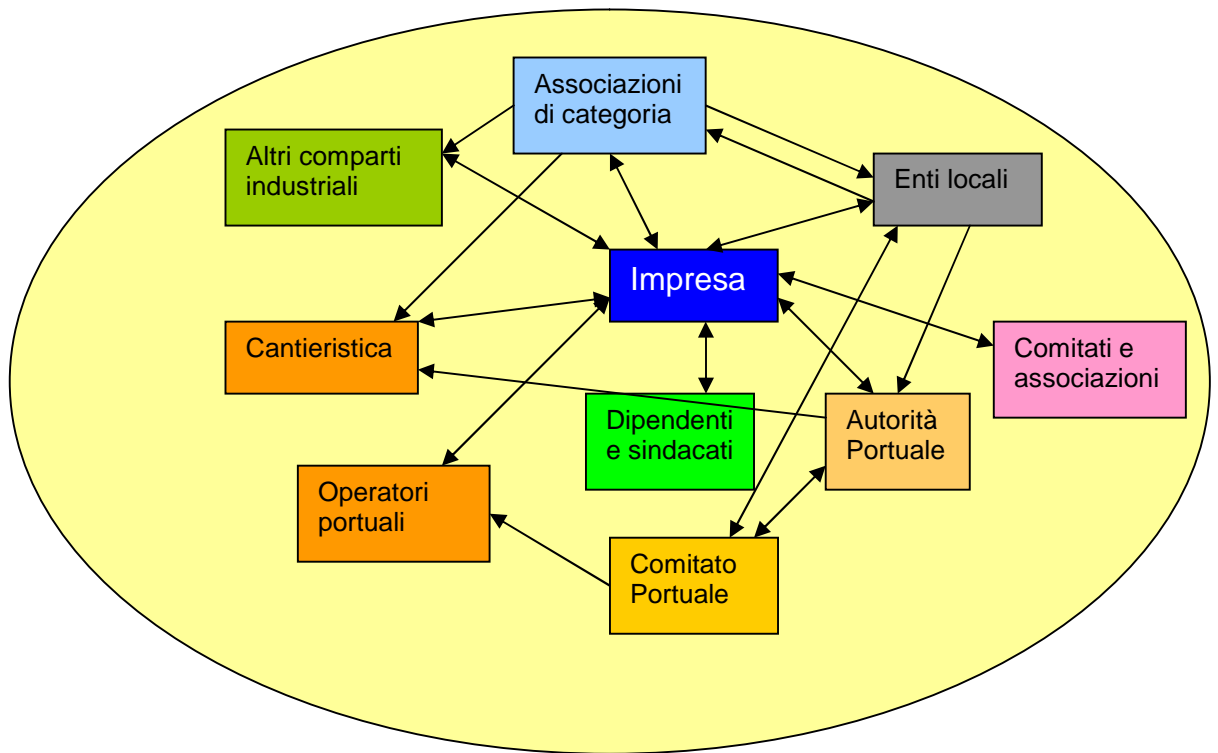 Associazioni
di categoria
Altri comparti
industriali
Enti locali
Impresa
Cantieristica
Comitati e
associazioni
Dipendenti
e sindacati
Autorità
Portuale
Operatori
portuali
Comitato
Portuale